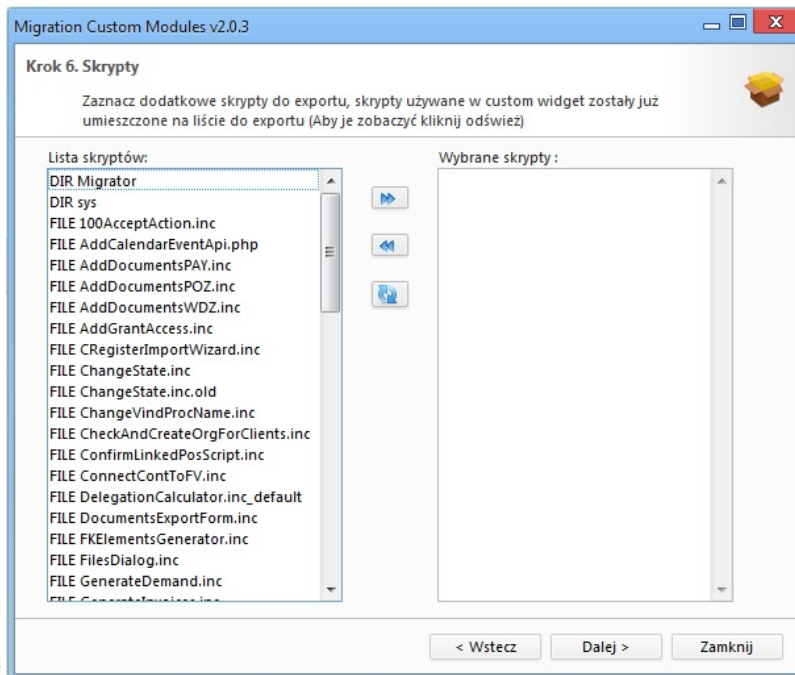 Migration Custom Modules v2.0.3
Krok 6. Skrypty
Zaznacz dodatkowe skrypty do exportu, skrypty używane w custom widget zostały już
umieszczone na liście do exportu (Aby je zobaczyć kliknij odśwież)
Lista skryptów:
Wybrane skrypty :
DIR Migrator
DIR sys
FILE 100AcceptAction.inc
FILE AddCalendarEventApi.php
FILE AddDocumentsPAY.inc
FILE AddDocumentsPOZ.inc
FILE AddDocumentsWDZ.inc
FILE AddGrantAccess.inc
FILE CRegisterImportWizard.inc
FILE ChangeState.inc
FILE ChangeState.inc.old
FILE ChangeVindProcName.inc
FILE CheckAndCreateOrgForClients.inc
FILE ConfirmLinkedPosScript.inc
FILE ConnectContToFV.inc
FILE DelegationCalculator.inc_default
FILE DocumentsExportForm.inc
FILE FKElementsGenerator.inc
FILE FilesDialog.inc
FILE GenerateDemand.inc
< Wstecz
Dalej >
Zamknij